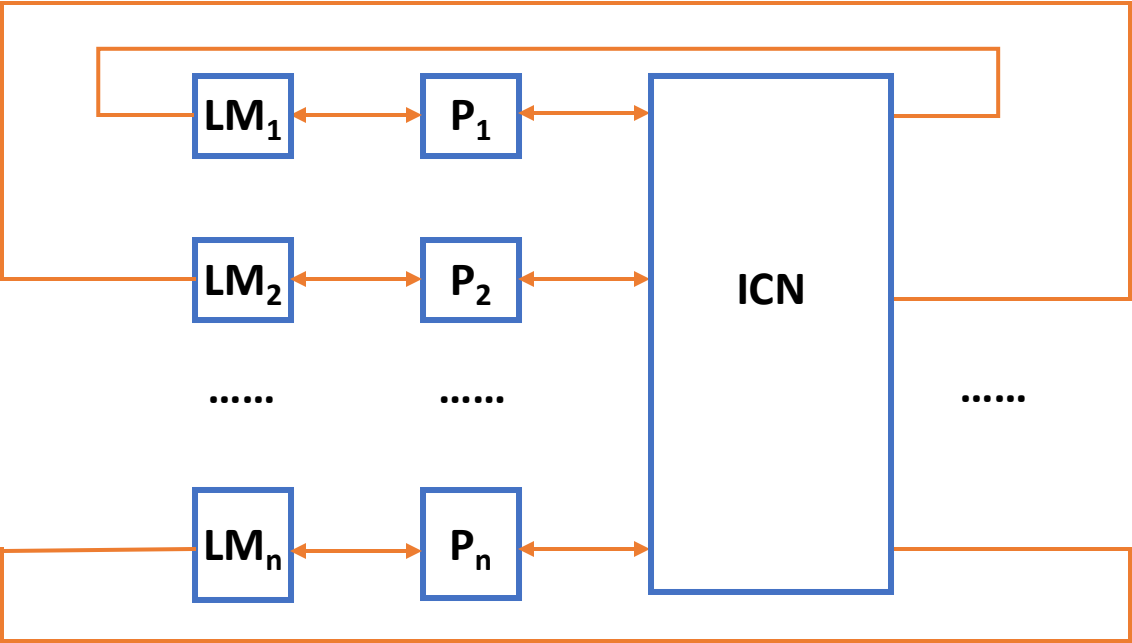 LM₁ P₁
LM₂ P₂ ICN
…… …… ……
LMₙ Pₙ